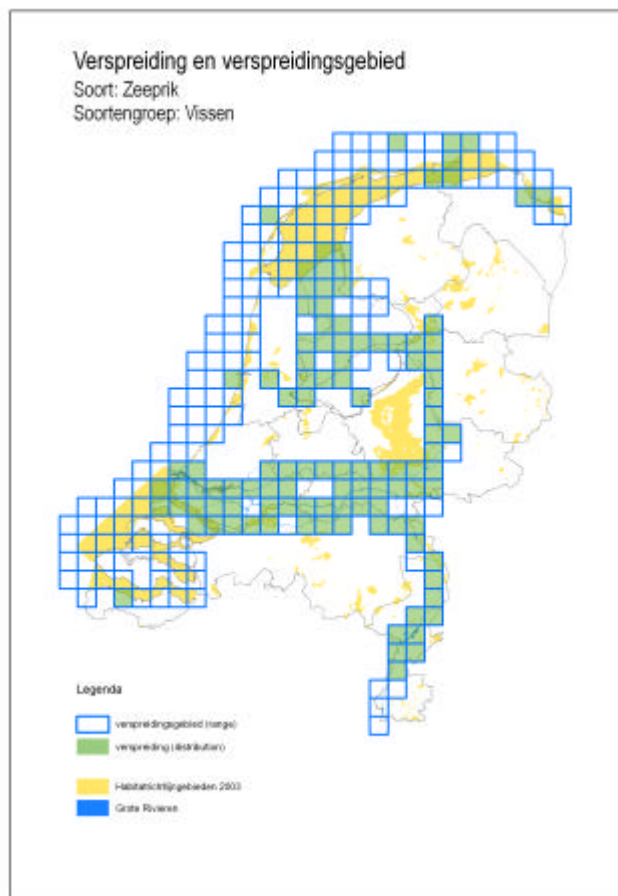 Verspreiding en verspreidingsgebied
Soort: Zeeprik
Soortengroep: Vissen
Legenda
verspreidingsgebied (range)
verspreiding (distribution)
Habitatrichtlijngebieden 2003
Grote Rivieren